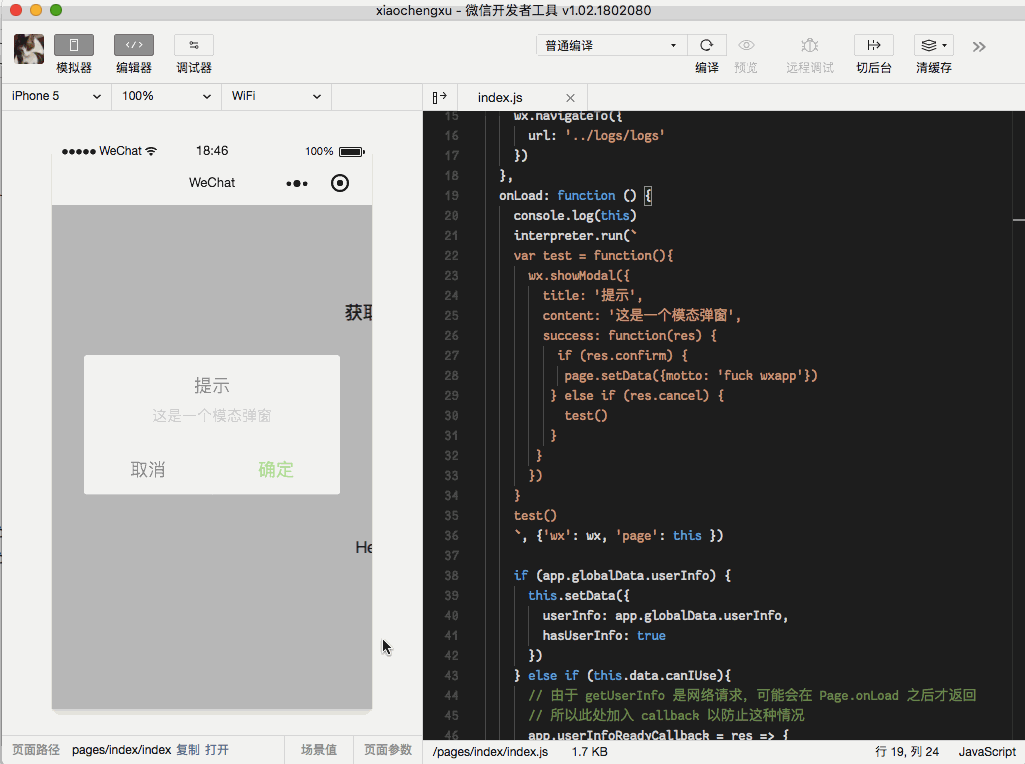 xiaochengxu - 微信开发者工具 v1.02.1802080
模拟器 编辑器 调试器 普通编译 编译 预览 远程调试 切后台 清缓存
iPhone 5 100% WiFi index.js
WeChat 18:46 100%
WeChat
获取
提示
这是一个模态弹窗
取消 确定
He
15 wx.navigateTo({
16 url: '../logs/logs'
17 })
18 },
19 onLoad: function () {
20 console.log(this)
21 interpreter.run(`
22 var test = function(){
23 wx.showModal({
24 title: '提示',
25 content: '这是一个模态弹窗',
26 success: function(res) {
27 if (res.confirm) {
28 page.setData({motto: 'fuck wxapp'})
29 } else if (res.cancel) {
30 test()
31 }
32 }
33 })
34 }
35 test()
36 `, {'wx': wx, 'page': this })
37
38 if (app.globalData.userInfo) {
39 this.setData({
40 userInfo: app.globalData.userInfo,
41 hasUserInfo: true
42 })
43 } else if (this.data.canIUse){
44 // 由于 getUserInfo 是网络请求，可能会在 Page.onLoad 之后才返回
45 // 所以此处加入 callback 以防止这种情况
46 app.userInfoReadyCallback = res => {
页面路径 pages/index/index 复制 打开 场景值 页面参数 /pages/index/index.js 1.7 KB 行 19, 列 24 JavaScript